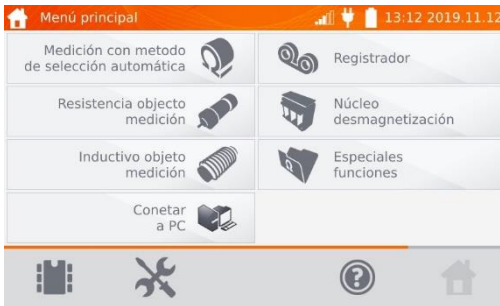 Menú principal
13:12 2019.11.12
Medición con metodo
de selección automática
Registrador
Resistencia objecto
medición
Núcleo
desmagnetización
Inductivo objeto
medición
Especiales
funciones
Conetar
a PC